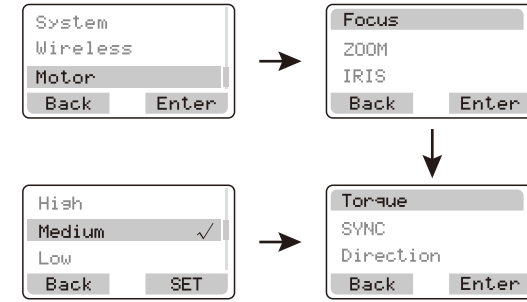 System
Wireless
Motor
Back Enter
Focus
ZOOM
IRIS
Back Enter
High
Medium √
Low
Back SET
Torque
SYNC
Direction
Back Enter